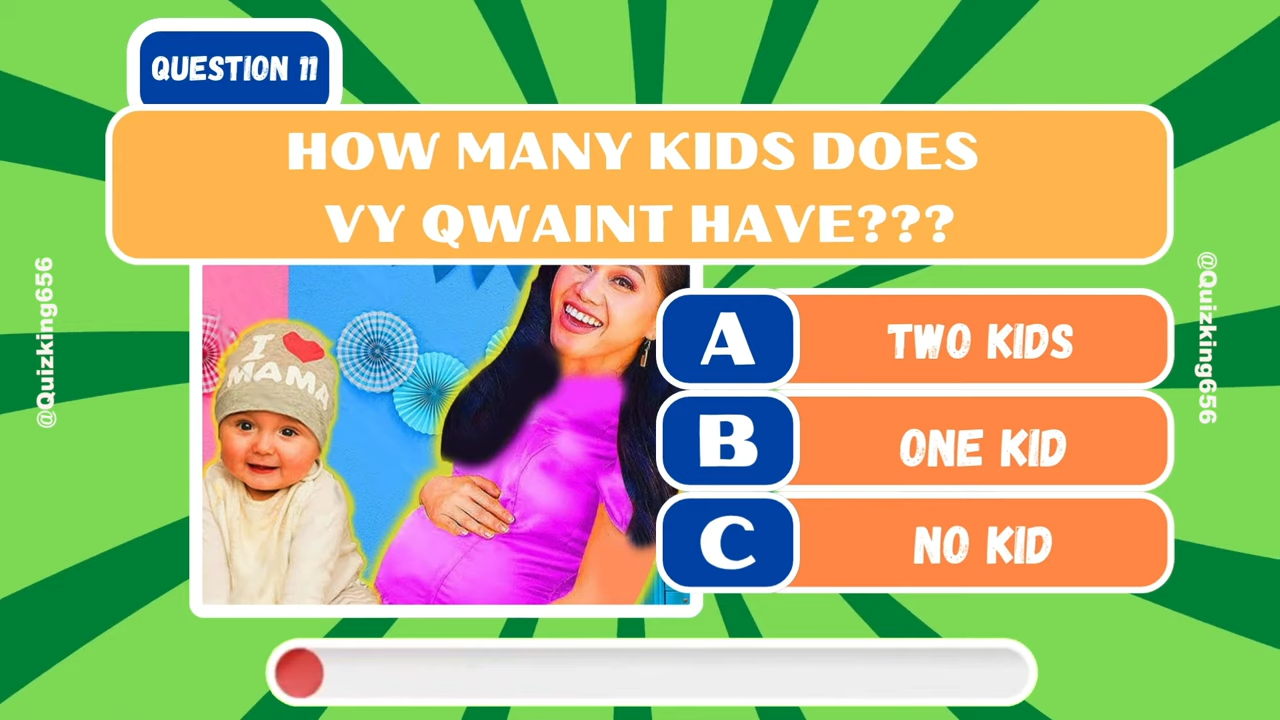 QUESTION 11
HOW MANY KIDS DOES
VY QWAINT HAVE???
@Quizking656
@Quizking656
I ❤
MAMA
A
TWO KIDS
B
ONE KID
C
NO KID